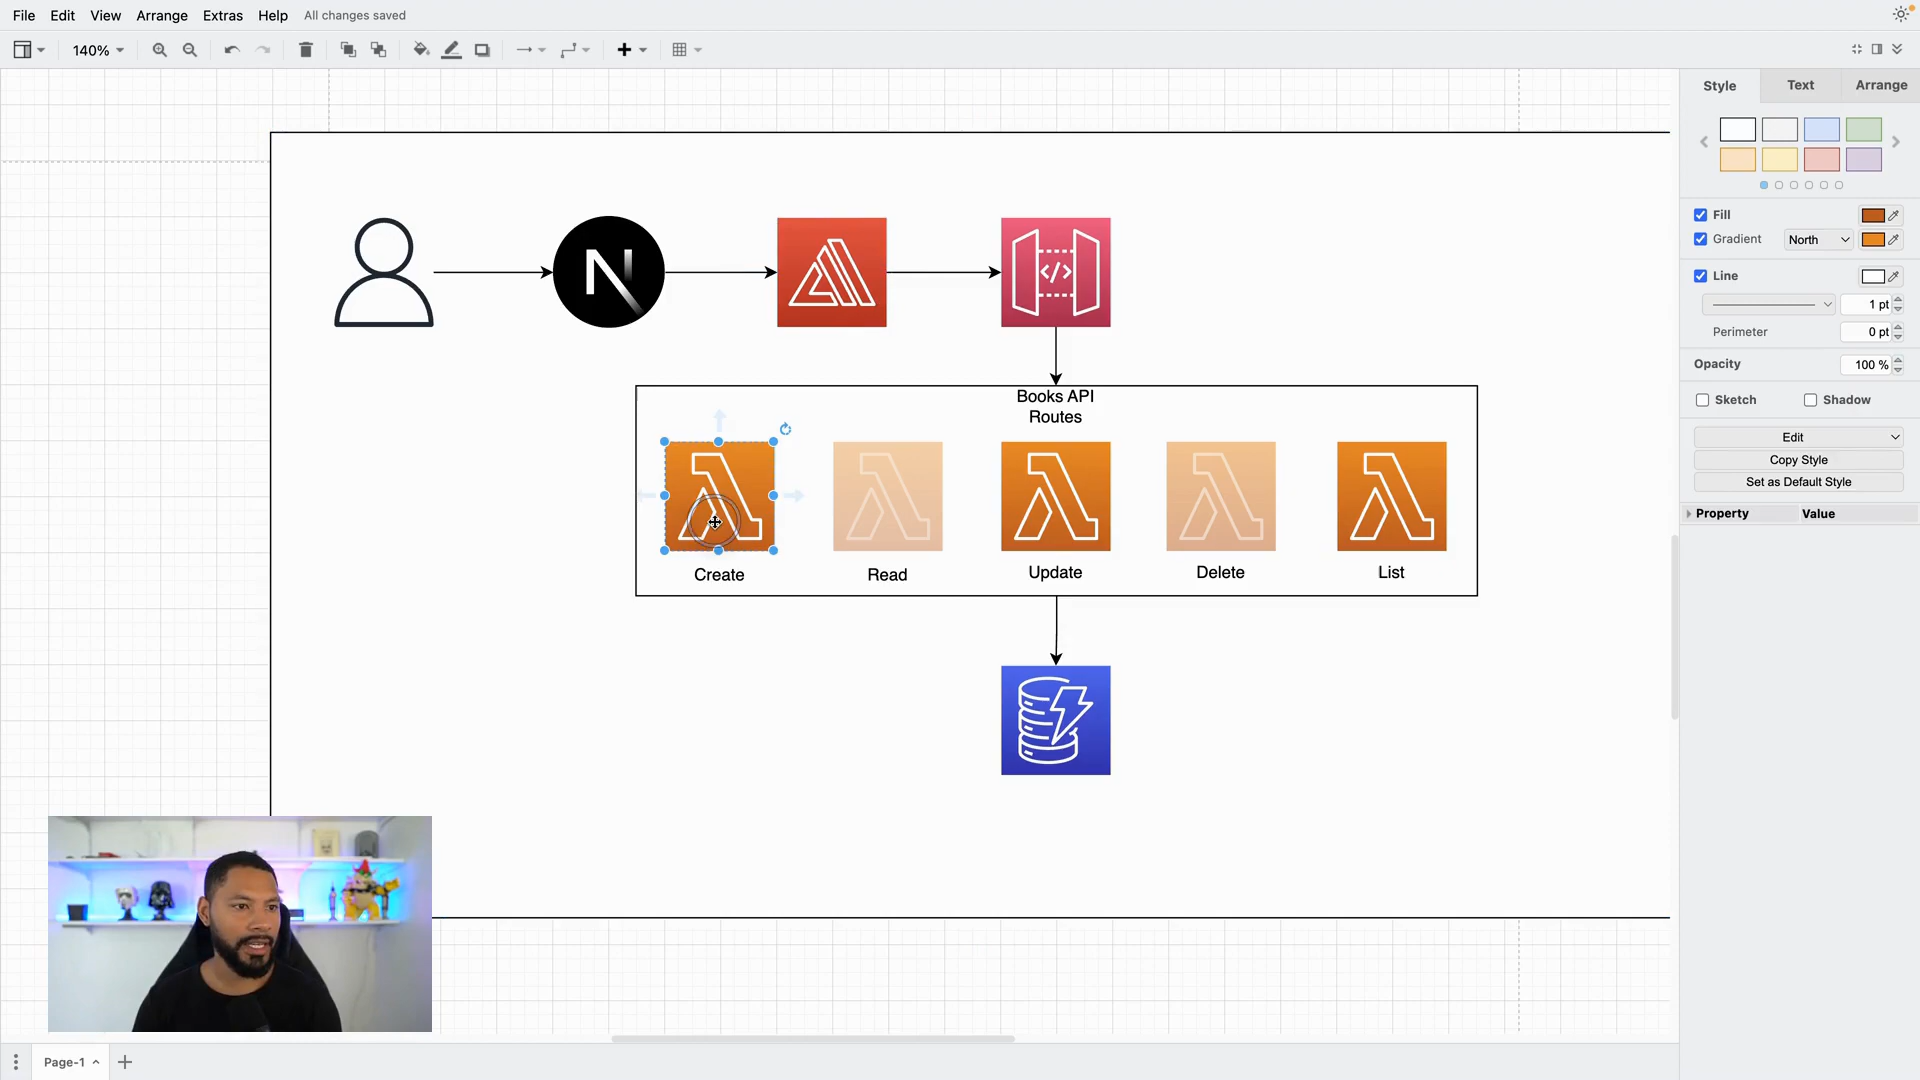 File Edit View Arrange Extras Help All changes saved
140%
Style Text Arrange
Fill
Gradient North
Line
1 pt
Perimeter 0 pt
Opacity 100 %
Sketch Shadow
Edit
Copy Style
Set as Default Style
Property Value
N
</>
Books API
Routes
Create Read Update Delete List
Page-1